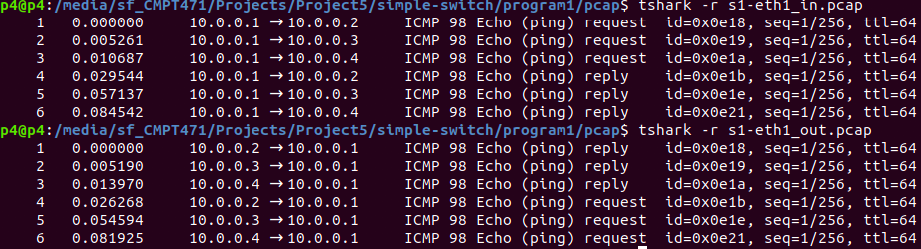 p4@p4:/media/sf_CMPT471/Projects/Project5/simple-switch/program1/pcap$ tshark -r s1-eth1_in.pcap
1 0.000000 10.0.0.1 → 10.0.0.2 ICMP 98 Echo (ping) request id=0x0e18, seq=1/256, ttl=64
2 0.005261 10.0.0.1 → 10.0.0.3 ICMP 98 Echo (ping) request id=0x0e19, seq=1/256, ttl=64
3 0.010687 10.0.0.1 → 10.0.0.4 ICMP 98 Echo (ping) request id=0x0e1a, seq=1/256, ttl=64
4 0.029544 10.0.0.1 → 10.0.0.2 ICMP 98 Echo (ping) reply id=0x0e1b, seq=1/256, ttl=64
5 0.057137 10.0.0.1 → 10.0.0.3 ICMP 98 Echo (ping) reply id=0x0e1e, seq=1/256, ttl=64
6 0.084542 10.0.0.1 → 10.0.0.4 ICMP 98 Echo (ping) reply id=0x0e21, seq=1/256, ttl=64
p4@p4:/media/sf_CMPT471/Projects/Project5/simple-switch/program1/pcap$ tshark -r s1-eth1_out.pcap
1 0.000000 10.0.0.2 → 10.0.0.1 ICMP 98 Echo (ping) reply id=0x0e18, seq=1/256, ttl=64
2 0.005190 10.0.0.3 → 10.0.0.1 ICMP 98 Echo (ping) reply id=0x0e19, seq=1/256, ttl=64
3 0.013970 10.0.0.4 → 10.0.0.1 ICMP 98 Echo (ping) reply id=0x0e1a, seq=1/256, ttl=64
4 0.026268 10.0.0.2 → 10.0.0.1 ICMP 98 Echo (ping) request id=0x0e1b, seq=1/256, ttl=64
5 0.054594 10.0.0.3 → 10.0.0.1 ICMP 98 Echo (ping) request id=0x0e1e, seq=1/256, ttl=64
6 0.081925 10.0.0.4 → 10.0.0.1 ICMP 98 Echo (ping) request id=0x0e21, seq=1/256, ttl=64